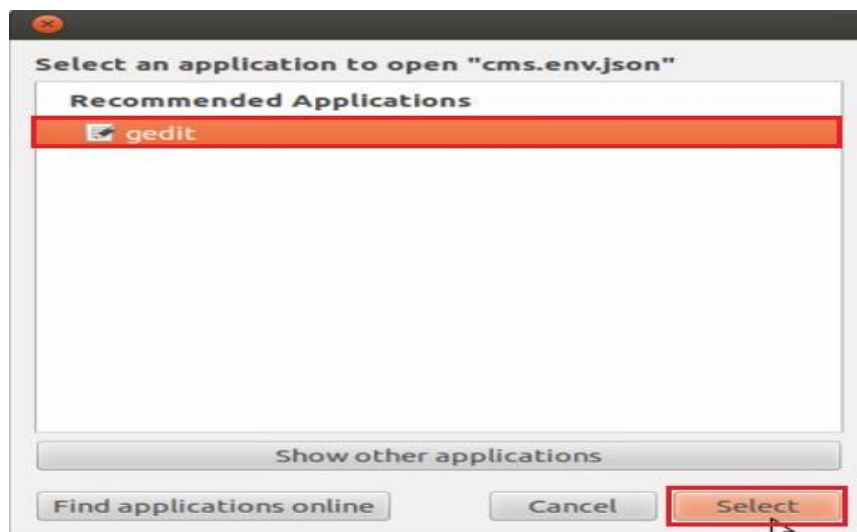 Select an application to open "cms.env.json"
Recommended Applications
gedit
Show other applications
Find applications online Cancel Select